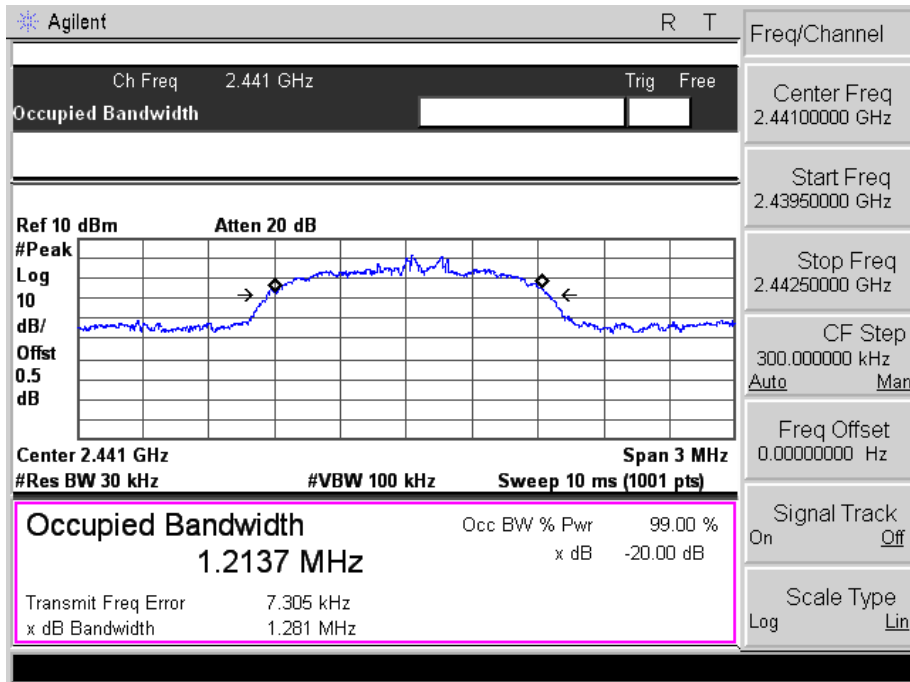 Agilent R T
Ch Freq 2.441 GHz Trig Free
Occupied Bandwidth
Ref 10 dBm Atten 20 dB
#Peak
Log
10
dB/
Offst
0.5
dB
Center 2.441 GHz Span 3 MHz
#Res BW 30 kHz #VBW 100 kHz Sweep 10 ms (1001 pts)
Occupied Bandwidth
1.2137 MHz
Occ BW % Pwr 99.00 %
x dB -20.00 dB
Transmit Freq Error 7.305 kHz
x dB Bandwidth 1.281 MHz
Freq/Channel
Center Freq
2.44100000 GHz
Start Freq
2.43950000 GHz
Stop Freq
2.44250000 GHz
CF Step
300.000000 kHz
Auto Man
Freq Offset
0.00000000 Hz
Signal Track
On Off
Scale Type
Log Lin